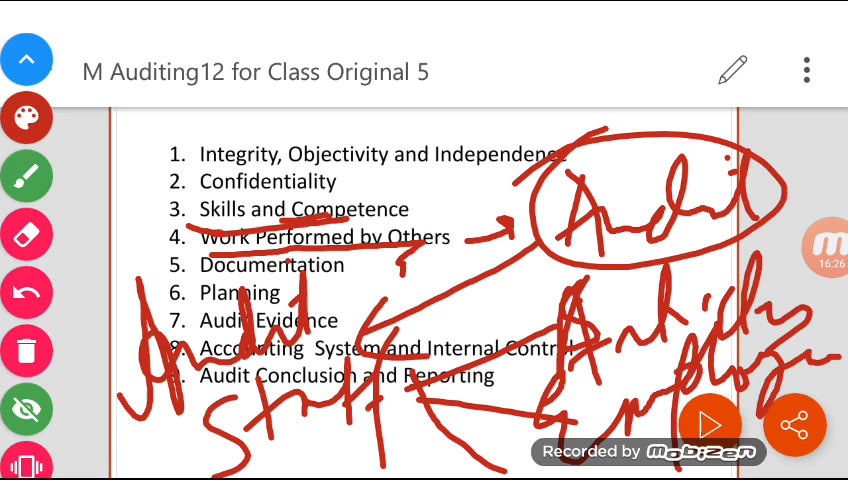 M Auditing12 for Class Original 5
1. Integrity, Objectivity and Independence
2. Confidentiality
3. Skills and Competence
4. Work Performed by Others
5. Documentation
6. Planning
7. Audit Evidence
8. Accounting System and Internal Control
9. Audit Conclusion and Reporting
Audit
Audit
Staff
16:26
Recorded by mobizen